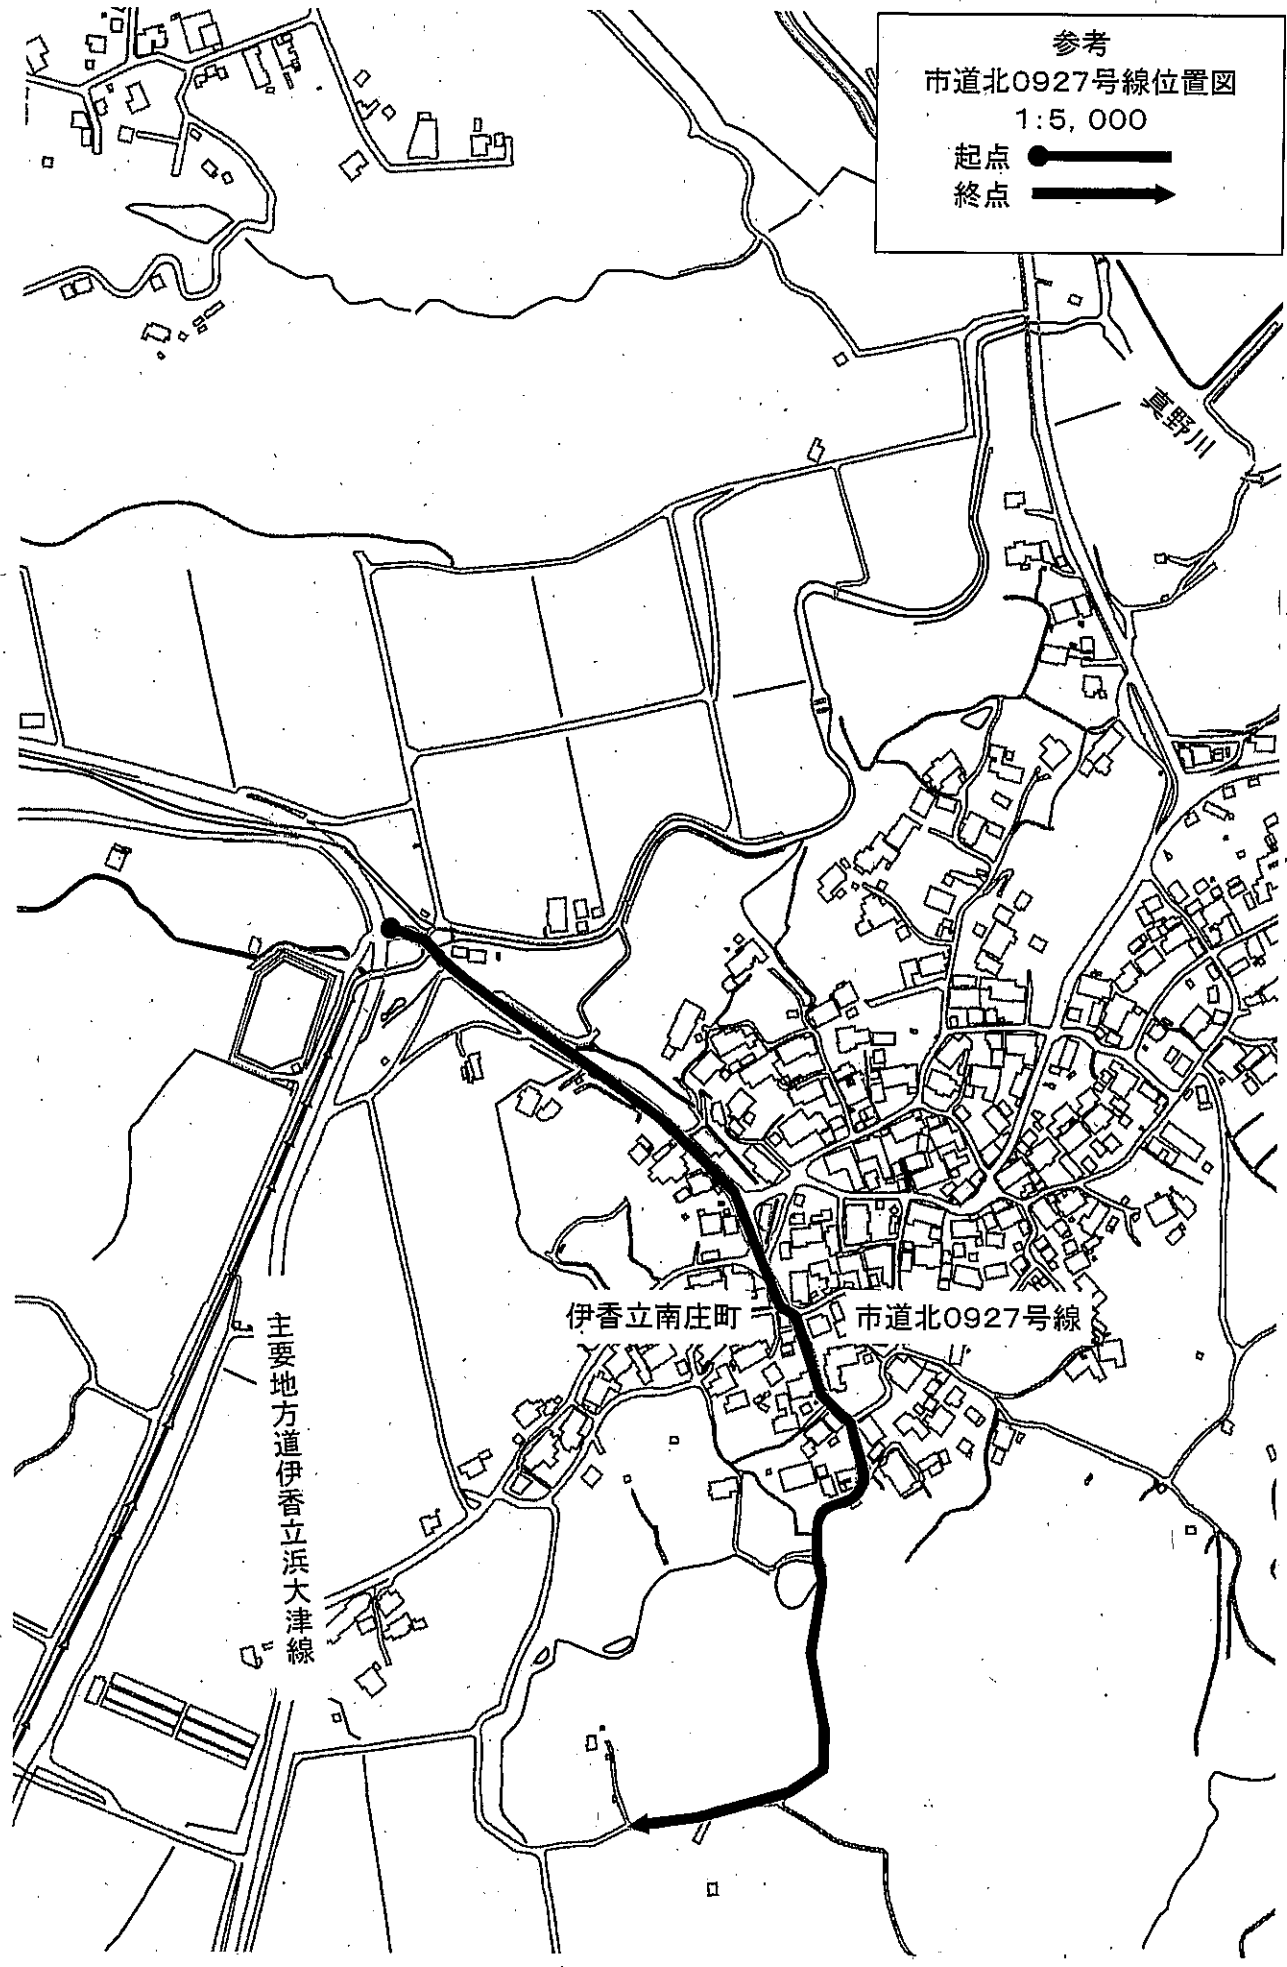 参考
市道北0927号線位置図
1:5,000
起点
終点
真野川
伊香立南庄町
市道北0927号線
主要地方道伊香立浜大津線